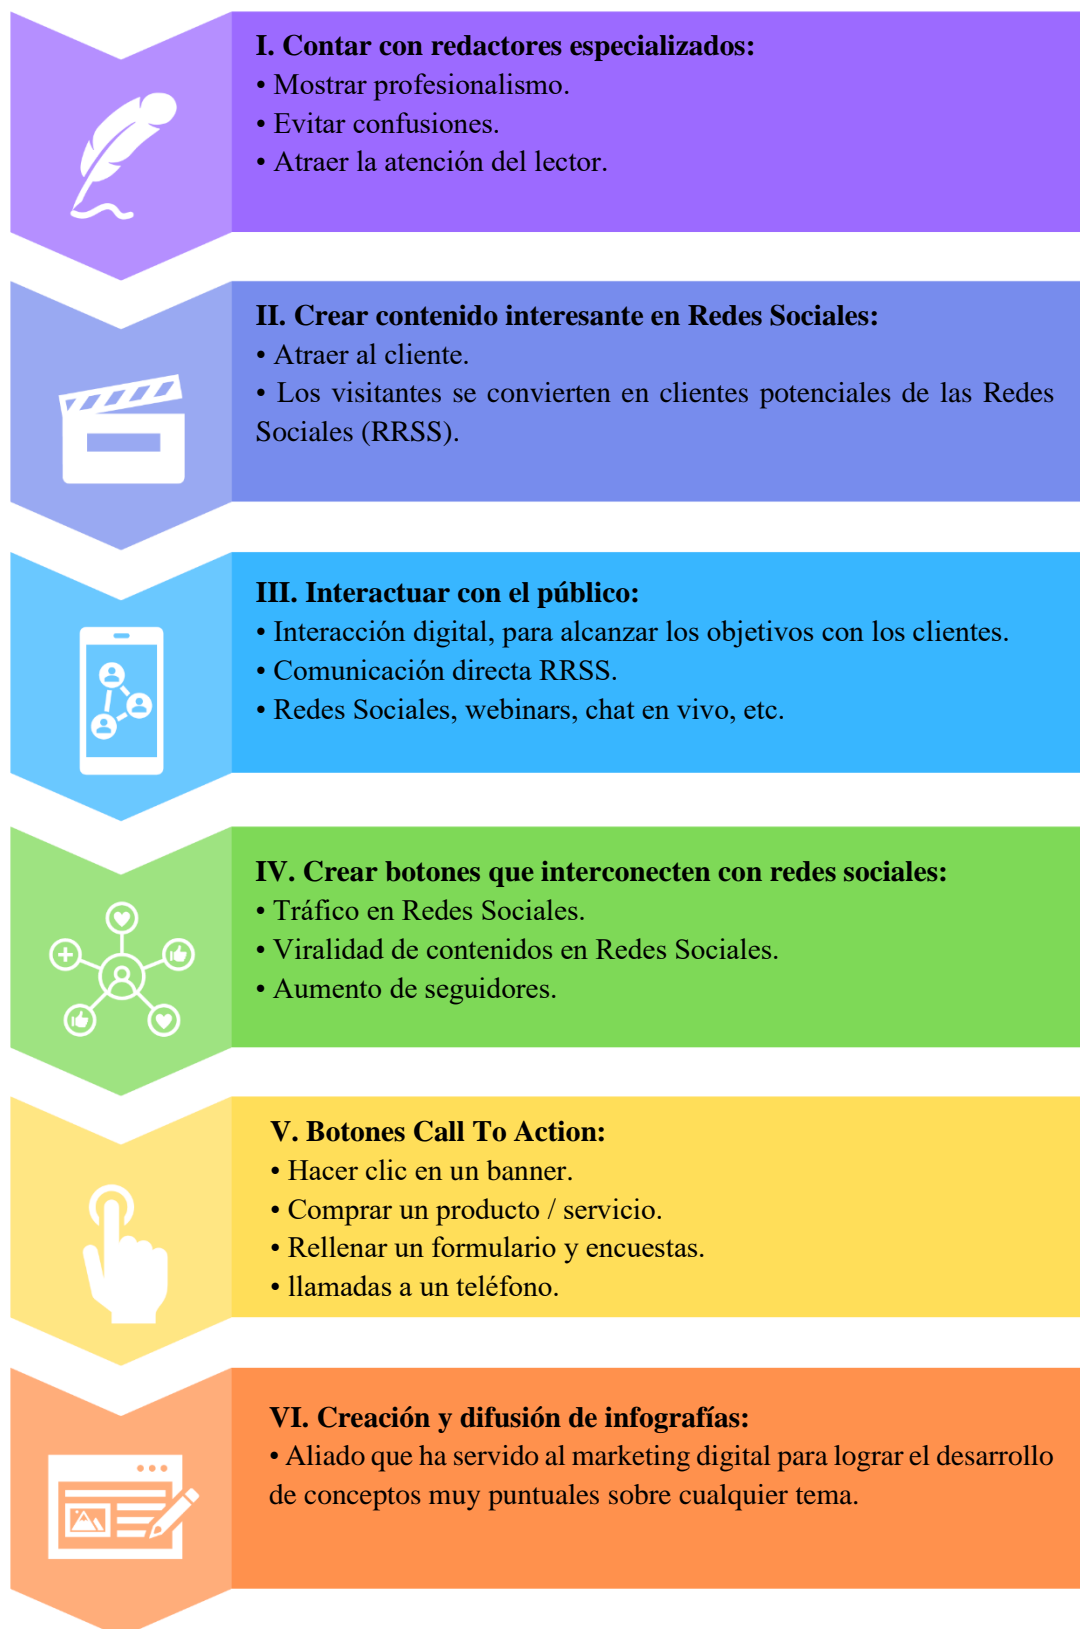 I. Contar con redactores especializados:
• Mostrar profesionalismo.
• Evitar confusiones.
• Atraer la atención del lector.
II. Crear contenido interesante en Redes Sociales:
• Atraer al cliente.
• Los visitantes se convierten en clientes potenciales de las Redes
Sociales (RRSS).
III. Interactuar con el público:
• Interacción digital, para alcanzar los objetivos con los clientes.
• Comunicación directa RRSS.
• Redes Sociales, webinars, chat en vivo, etc.
IV. Crear botones que interconecten con redes sociales:
• Tráfico en Redes Sociales.
• Viralidad de contenidos en Redes Sociales.
• Aumento de seguidores.
V. Botones Call To Action:
• Hacer clic en un banner.
• Comprar un producto / servicio.
• Rellenar un formulario y encuestas.
• llamadas a un teléfono.
VI. Creación y difusión de infografías:
• Aliado que ha servido al marketing digital para lograr el desarrollo
de conceptos muy puntuales sobre cualquier tema.